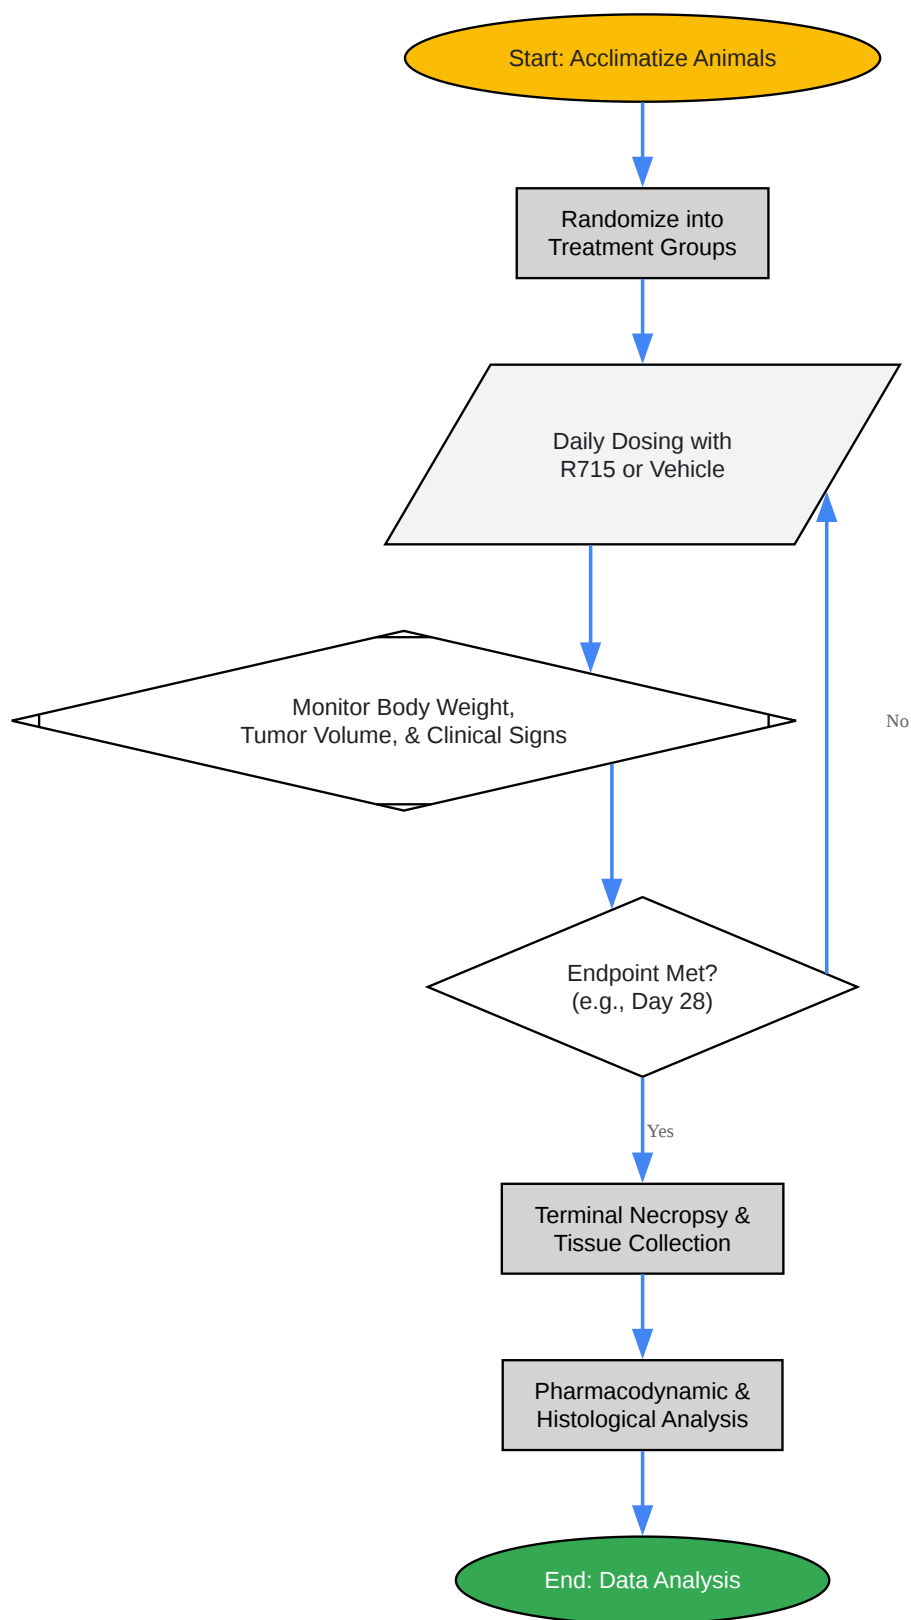 Start: Acclimatize Animals
Randomize into
Treatment Groups
Daily Dosing with
R715 or Vehicle
Monitor Body Weight,
Tumor Volume, & Clinical Signs
No
Endpoint Met?
(e.g., Day 28)
Yes
Terminal Necropsy &
Tissue Collection
Pharmacodynamic &
Histological Analysis
End: Data Analysis